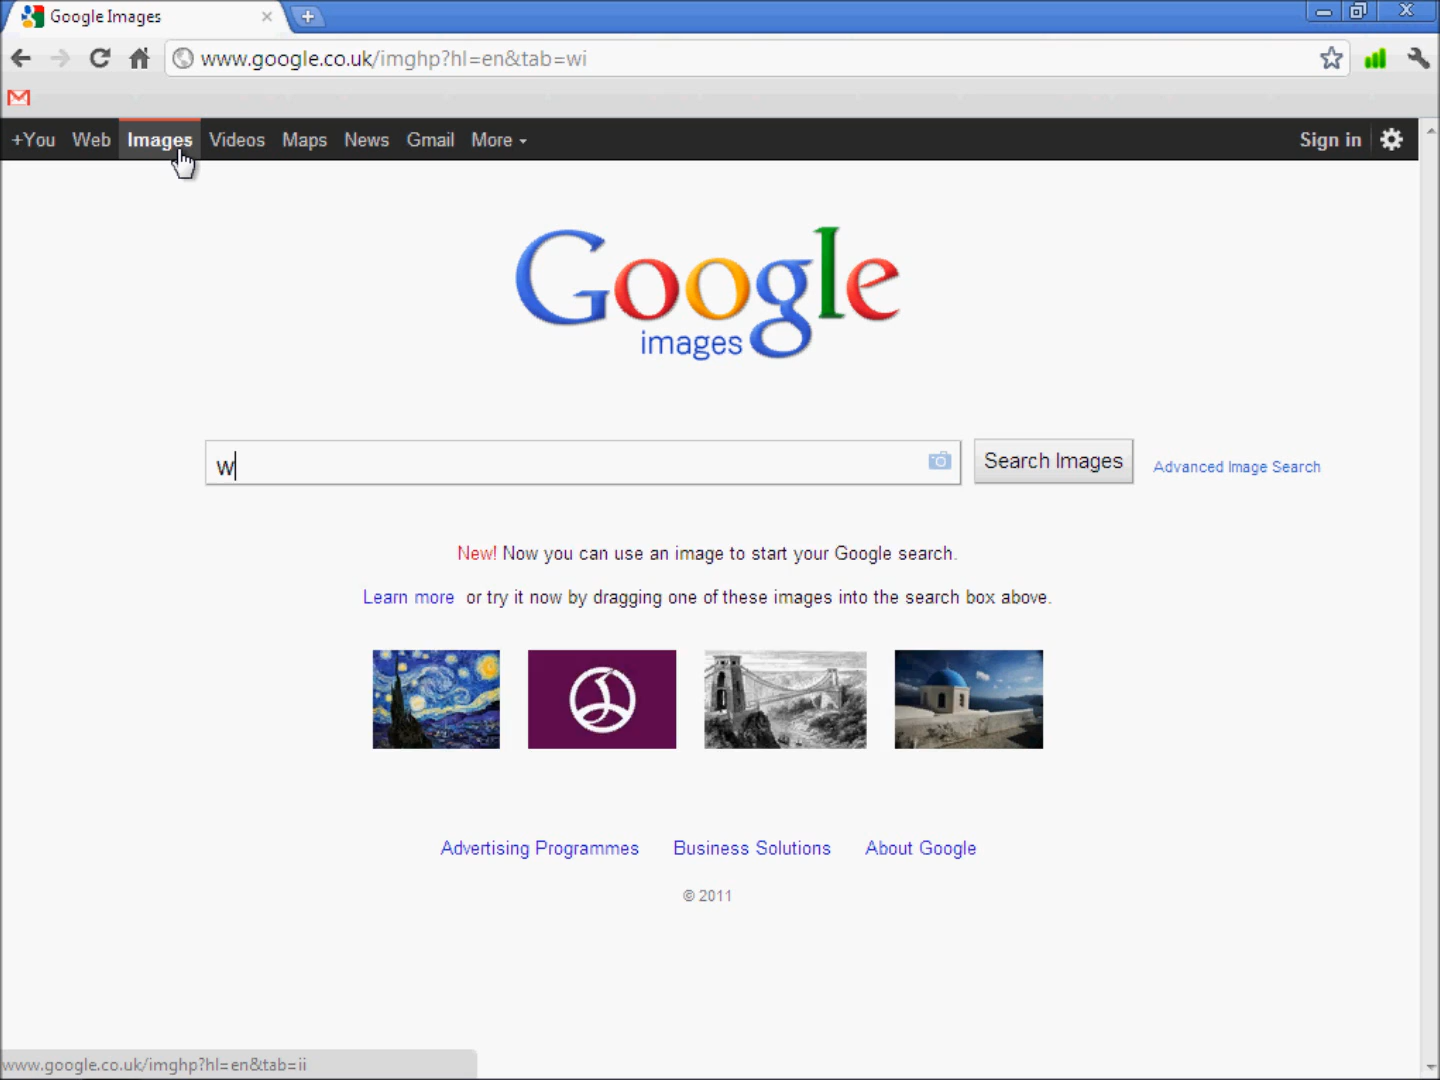 Google Images
www.google.co.uk/imghp?hl=en&tab=wi
+You Web Images Videos Maps News Gmail More Sign in
Google
images
w Search Images Advanced Image Search
New! Now you can use an image to start your Google search.
Learn more or try it now by dragging one of these images into the search box above.
Advertising Programmes Business Solutions About Google
© 2011
www.google.co.uk/imghp?hl=en&tab=ii